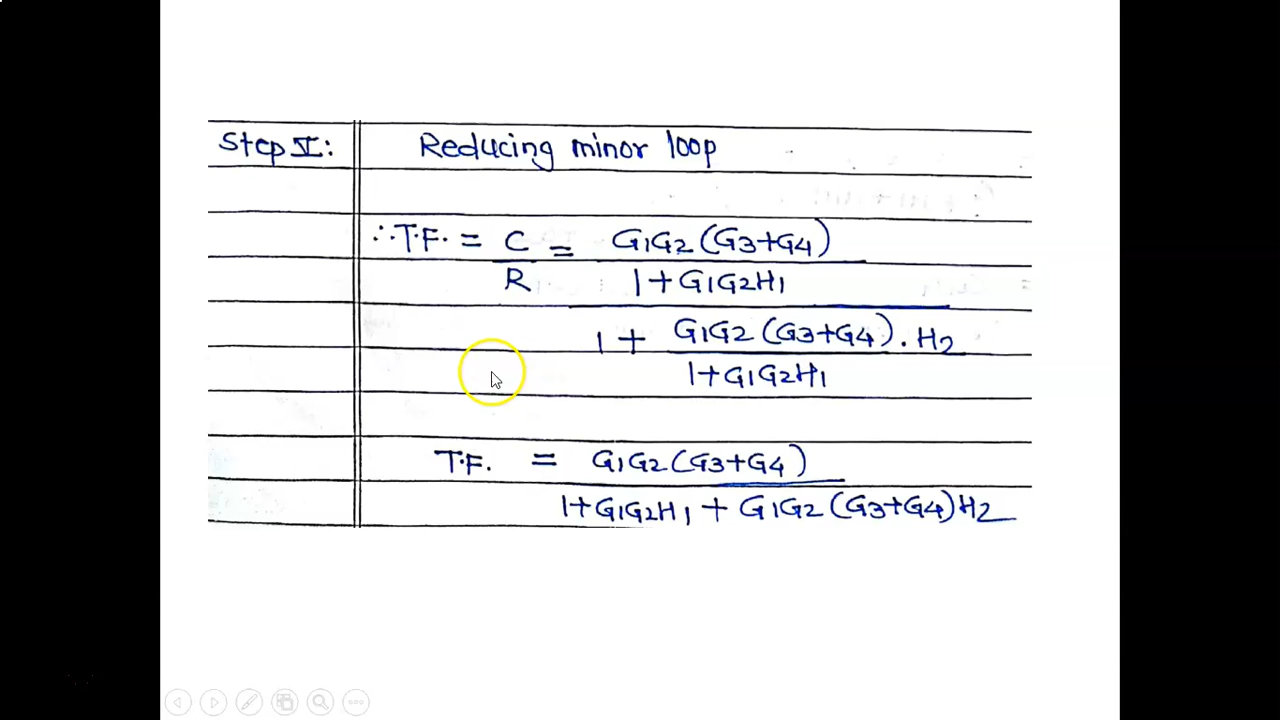 Step V: Reducing minor loop
∴ T.F. = C/R = G1G2(G3+G4)
1+G1G2H1
1 + G1G2(G3+G4).H2
1+G1G2H1
T.F. = G1G2(G3+G4)
1+G1G2H1 + G1G2(G3+G4)H2